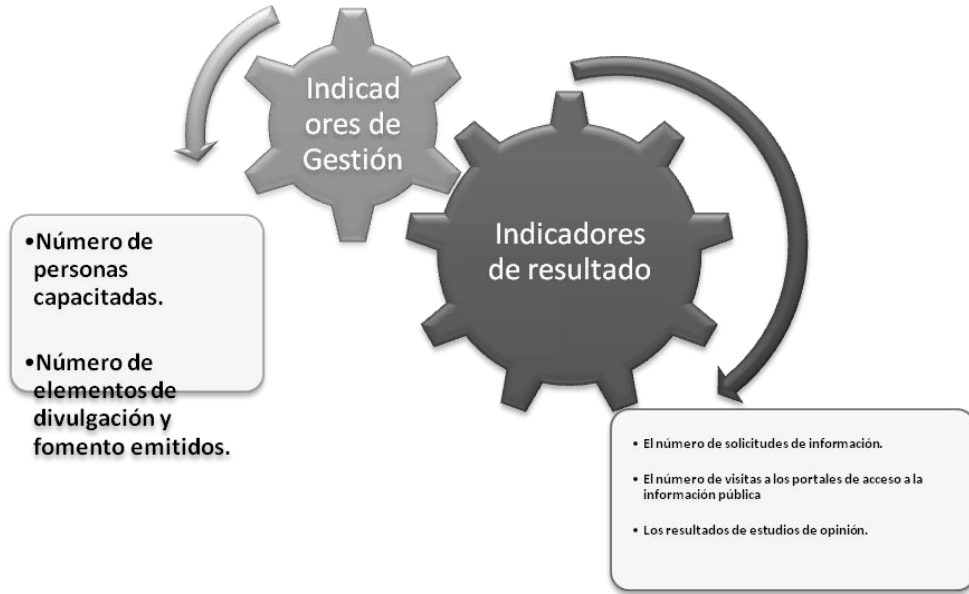 Indicad
ores de
Gestión
Indicadores
de resultado
•Número de
personas
capacitadas.
•Número de
elementos de
divulgación y
fomento emitidos.
• El número de solicitudes de información.
• El número de visitas a los portales de acceso a la
información pública
• Los resultados de estudios de opinión.